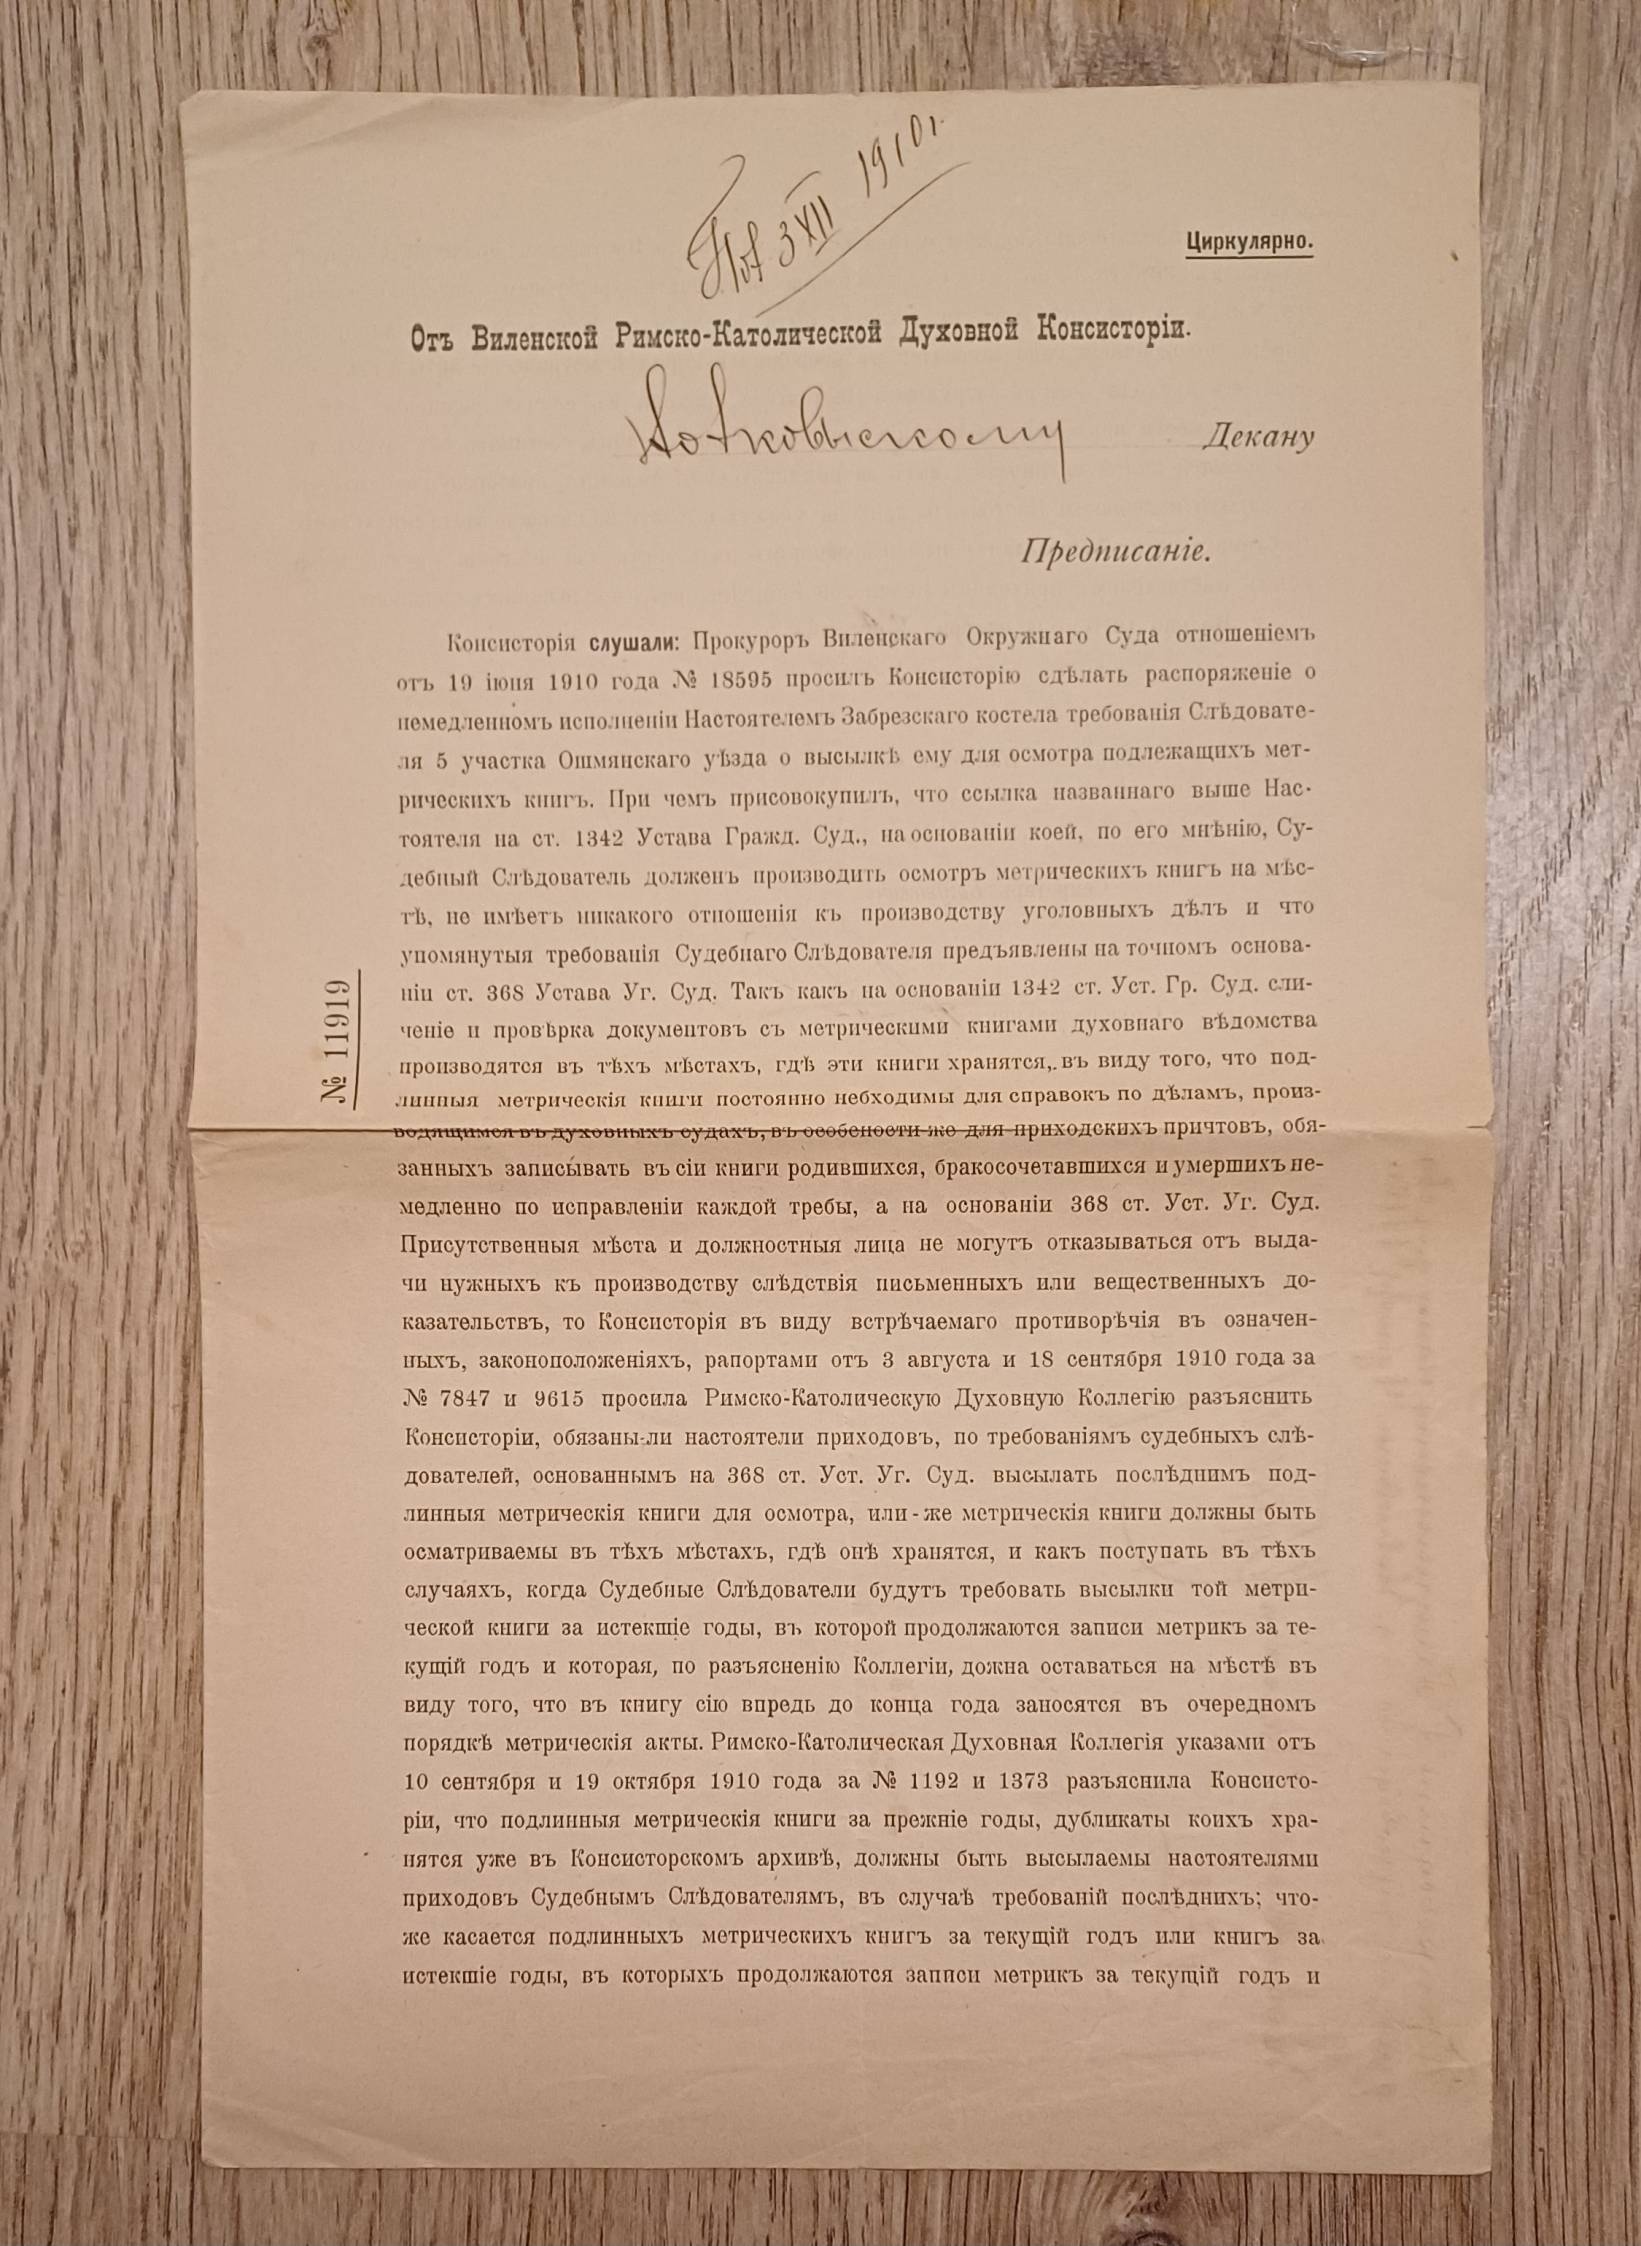 3 XII 1910 г.
Циркулярно.
Отъ Виленской Римско-Католической Духовной Консисторіи.
Декану
Предписаніе.
№ 11919
Консисторія слушали: Прокуроръ Виленскаго Окружнаго Суда отношеніемъ
отъ 19 іюня 1910 года № 18595 просилъ Консисторію сдѣлать распоряженіе о
немедленномъ исполненіи Настоятелемъ Забрезскаго костела требованія Слѣдовате-
ля 5 участка Ошмянскаго уѣзда о высылкѣ ему для осмотра подлежащихъ мет-
рическихъ книгъ. При чемъ присовокупилъ, что ссылка названнаго выше Нас-
тоятеля на ст. 1342 Устава Гражд. Суд., на основаніи коей, по его мнѣнію, Су-
дебный Слѣдователь долженъ производить осмотръ метрическихъ книгъ на мѣс-
тѣ, не имѣетъ никакого отношенія къ производству уголовныхъ дѣлъ и что
упомянутыя требованія Судебнаго Слѣдователя предъявлены на точномъ основа-
ніи ст. 368 Устава Уг. Суд. Такъ какъ на основаніи 1342 ст. Уст. Гр. Суд. сли-
ченіе и провѣрка документовъ съ метрическими книгами духовнаго вѣдомства
производятся въ тѣхъ мѣстахъ, гдѣ эти книги хранятся, въ виду того, что под-
линныя метрическія книги постоянно небходимы для справокъ по дѣламъ, произ-
водящимся въ духовныхъ судахъ, въ особености же для приходскихъ причтовъ, обя-
занныхъ записывать въ сіи книги родившихся, бракосочетавшихся и умершихъ не-
медленно по исправленіи каждой требы, а на основаніи 368 ст. Уст. Уг. Суд.
Присутственныя мѣста и должностныя лица не могутъ отказываться отъ выда-
чи нужныхъ къ производству слѣдствія письменныхъ или вещественныхъ до-
казательствъ, то Консисторія въ виду встрѣчаемаго противорѣчія въ означен-
ныхъ, законоположеніяхъ, рапортами отъ 3 августа и 18 сентября 1910 года за
№ 7847 и 9615 просила Римско-Католическую Духовную Коллегію разъяснить
Консисторіи, обязаны-ли настоятели приходовъ, по требованіямъ судебныхъ слѣ-
дователей, основаннымъ на 368 ст. Уст. Уг. Суд. высылать послѣднимъ под-
линныя метрическія книги для осмотра, или-же метрическія книги должны быть
осматриваемы въ тѣхъ мѣстахъ, гдѣ онѣ хранятся, и какъ поступать въ тѣхъ
случаяхъ, когда Судебные Слѣдователи будутъ требовать высылки той метри-
ческой книги за истекшіе годы, въ которой продолжаются записи метрикъ за те-
кущій годъ и которая, по разъясненію Коллегіи, дожна оставаться на мѣстѣ въ
виду того, что въ книгу сію впредь до конца года заносятся въ очередномъ
порядкѣ метрическія акты. Римско-Католическая Духовная Коллегія указами отъ
10 сентября и 19 октября 1910 года за № 1192 и 1373 разъяснила Консисто-
ріи, что подлинныя метрическія книги за прежніе годы, дубликаты коихъ хра-
нятся уже въ Консисторскомъ архивѣ, должны быть высылаемы настоятелями
приходовъ Судебнымъ Слѣдователямъ, въ случаѣ требованій послѣднихъ; что-
же касается подлинныхъ метрическихъ книгъ за текущій годъ или книгъ за
истекшіе годы, въ которыхъ продолжаются записи метрикъ за текущій годъ и